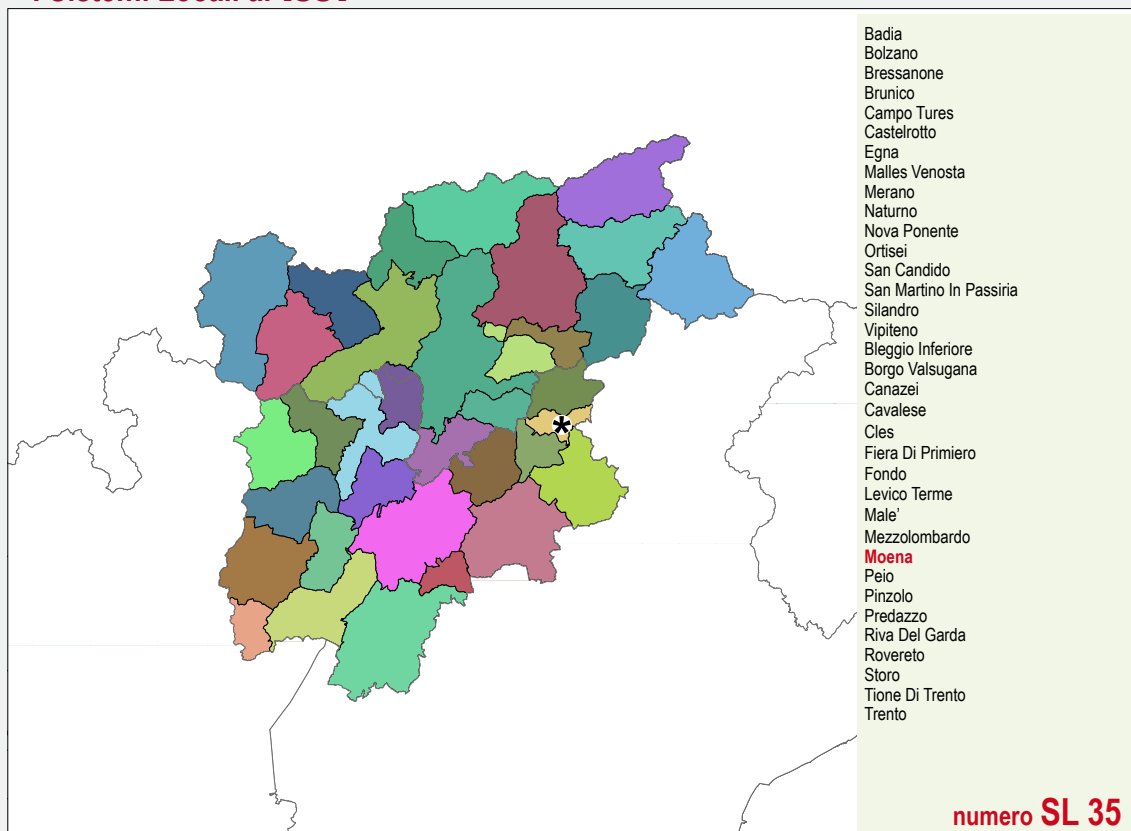 Badia
Bolzano
Bressanone
Brunico
Campo Tures
Castelrotto
Egna
Malles Venosta
Merano
Naturno
Nova Ponente
Ortisei
San Candido
San Martino In Passiria
Silandro
Vipiteno
Bleggio Inferiore
Borgo Valsugana
Canazei
Cavalese
Cles
Fiera Di Primiero
Fondo
Levico Terme
Male'
Mezzolombardo
Moena
Peio
Pinzolo
Predazzo
Riva Del Garda
Rovereto
Storo
Tione Di Trento
Trento
*
numero SL 35